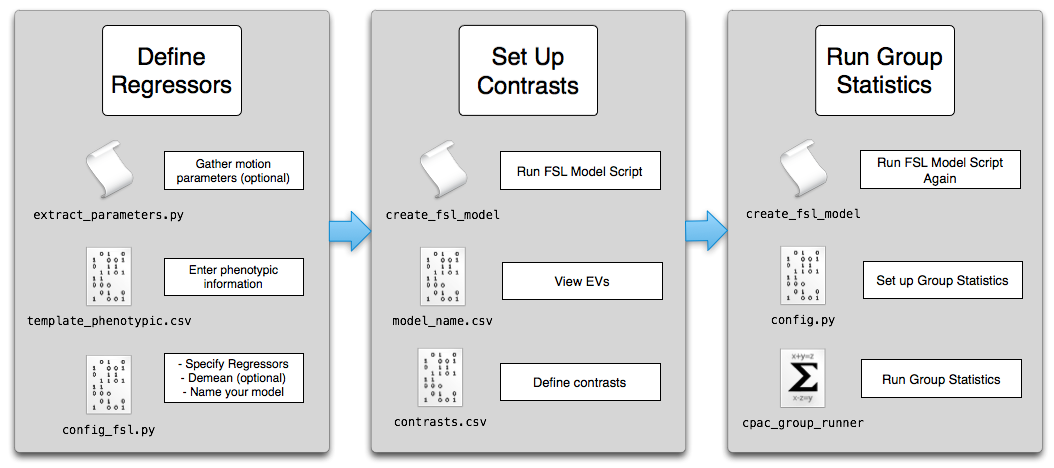 Define
Regressors
Gather motion
parameters (optional)
extract_parameters.py
Enter phenotypic
information
template_phenotypic.csv
- Specify Regressors
- Demean (optional)
- Name your model
config_fsl.py
Set Up
Contrasts
Run FSL Model Script
create_fsl_model
View EVs
model_name.csv
Define contrasts
contrasts.csv
Run Group
Statistics
Run FSL Model Script
Again
create_fsl_model
Set up Group Statistics
config.py
x+y=z
Σ
x-z=y
Run Group Statistics
cpac_group_runner